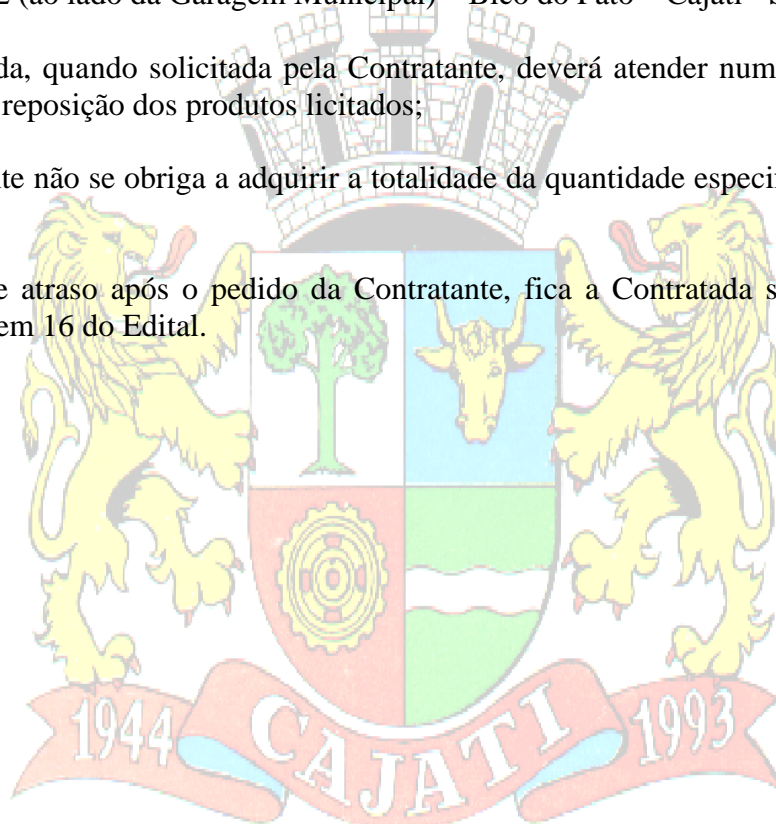 2 (ao lado da Garagem Municipal) – Bico do Pato – Cajati
da, quando solicitada pela Contratante, deverá atender num
reposição dos produtos licitados;
te não se obriga a adquirir a totalidade da quantidade especif
e atraso após o pedido da Contratante, fica a Contratada s
em 16 do Edital.
1944 CAJATI 1993